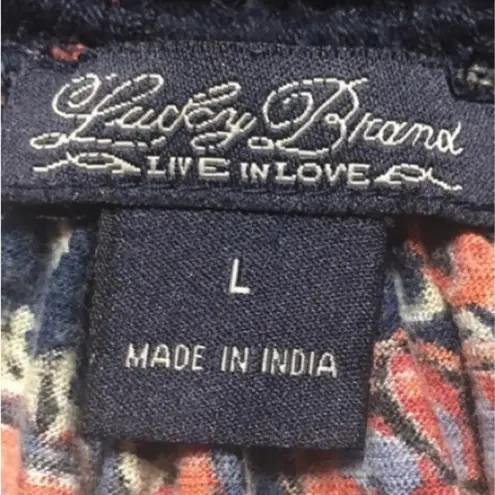 Lucky Brand
LIVE IN LOVE
L
MADE IN INDIA